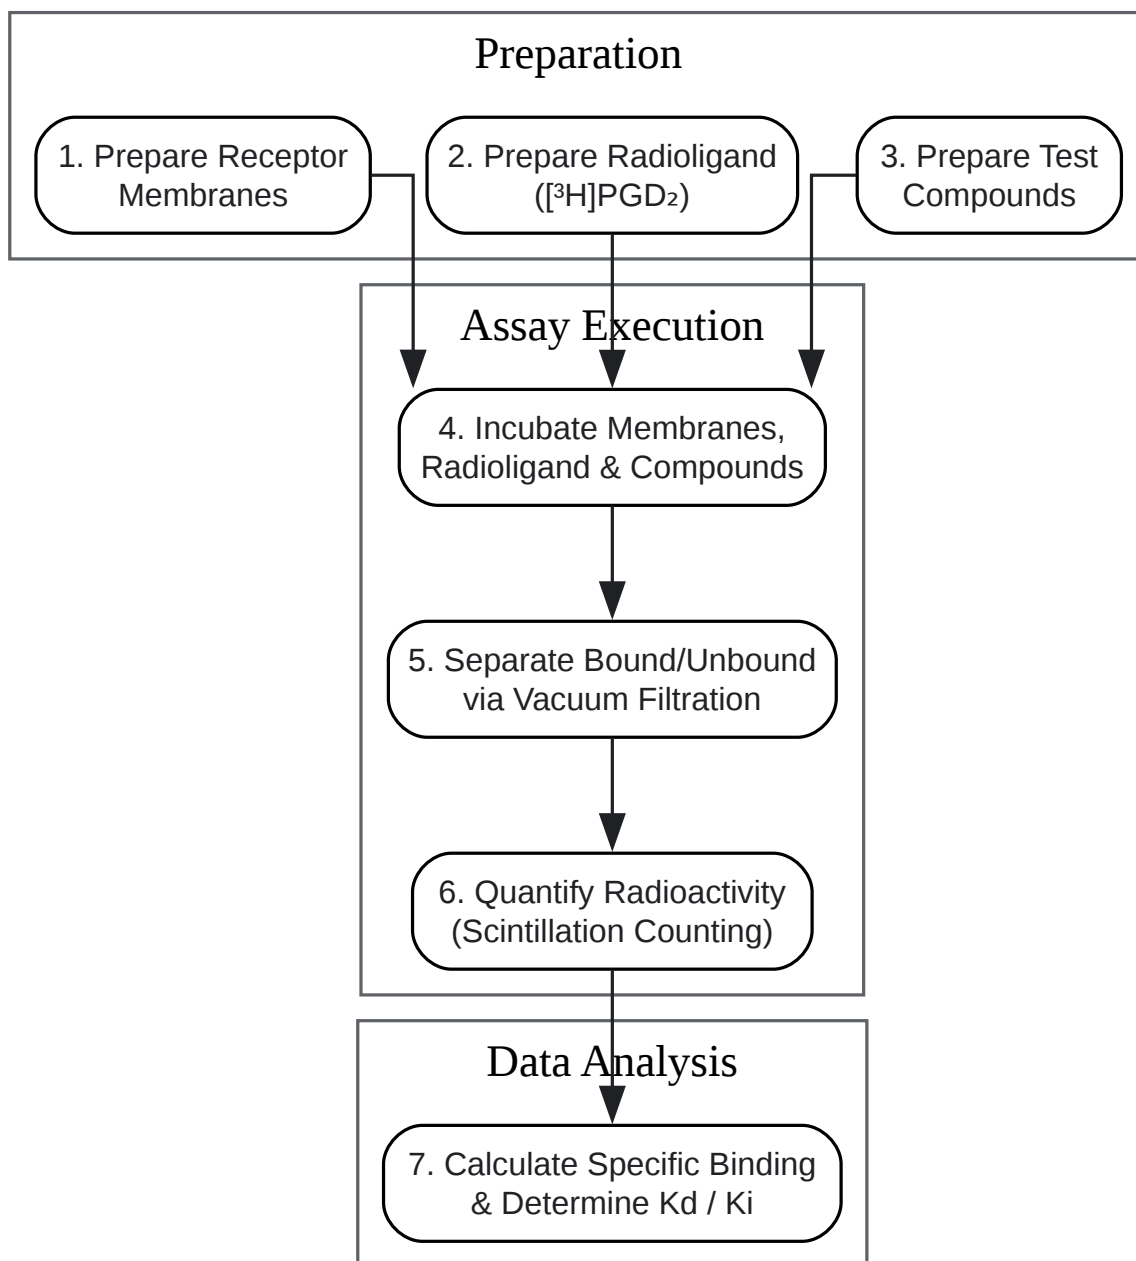 Preparation
1. Prepare Receptor
Membranes
2. Prepare Radioligand
([³H]PGD₂)
3. Prepare Test
Compounds
Assay Execution
4. Incubate Membranes,
Radioligand & Compounds
5. Separate Bound/Unbound
via Vacuum Filtration
6. Quantify Radioactivity
(Scintillation Counting)
Data Analysis
7. Calculate Specific Binding
& Determine Kd / Ki